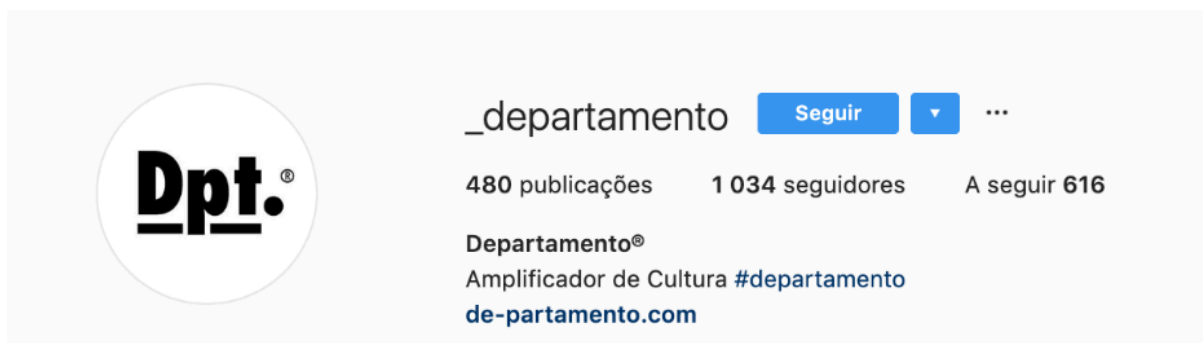 Dpt.®
_departamento Seguir ▼ ...
480 publicações 1 034 seguidores A seguir 616
Departamento®
Amplificador de Cultura #departamento
de-partamento.com